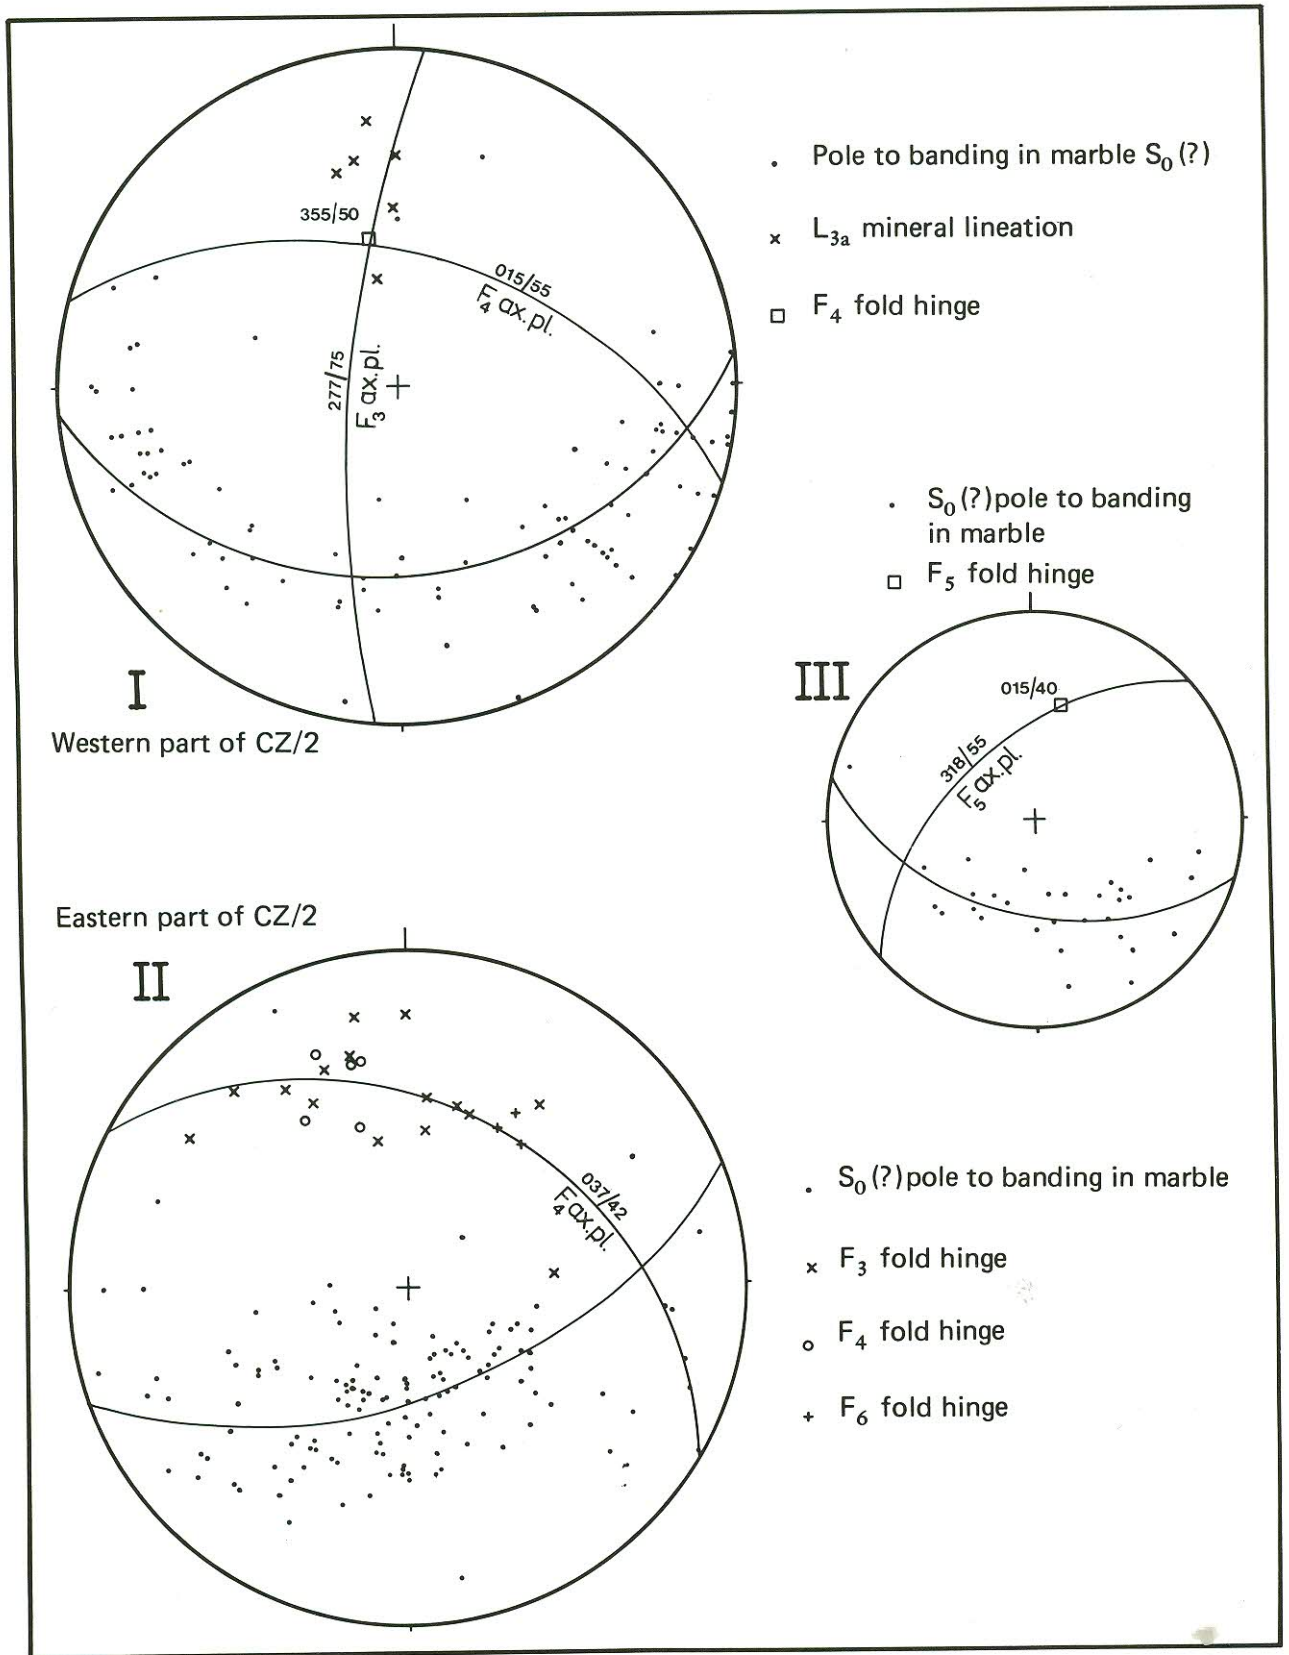 Pole to banding in marble S0 (?)
L3a mineral lineation
F4 fold hinge
355/50
015/55
F4 ax.pl.
277/75
F3 ax.pl.
I
Western part of CZ/2
S0 (?) pole to banding
in marble
F5 fold hinge
III
015/40
318/55
F5 ax.pl.
Eastern part of CZ/2
II
037/42
F4 ax.pl.
S0 (?) pole to banding in marble
F3 fold hinge
F4 fold hinge
F6 fold hinge